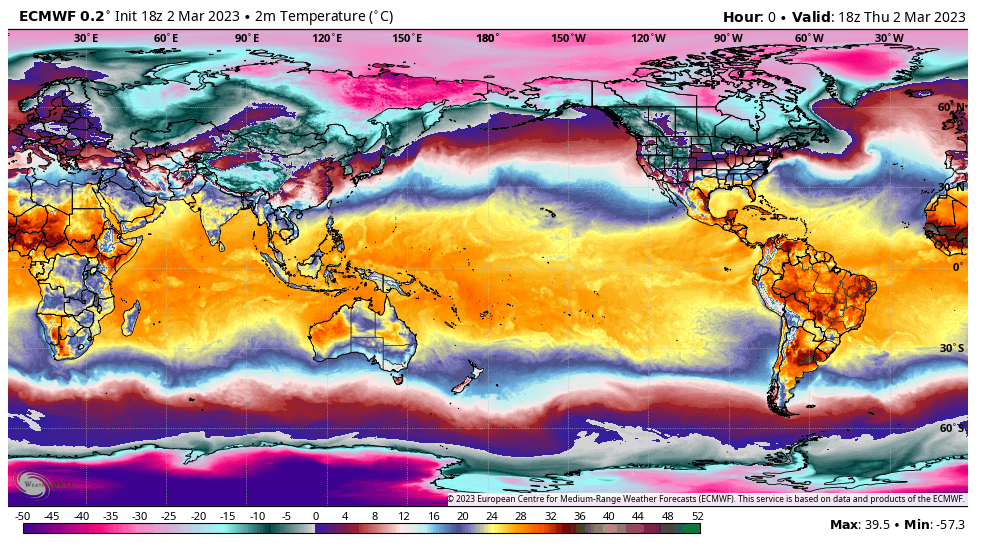 ECMWF 0.2° Init 18z 2 Mar 2023 • 2m Temperature (°C)
Hour: 0 • Valid: 18z Thu 2 Mar 2023
30°E 60°E 90°E 120°E 150°E 180° 150°W 120°W 90°W 60°W 30°W
60°N
30°N
0°
30°S
60°S
© 2023 European Centre for Medium-Range Weather Forecasts (ECMWF). This service is based on data and products of the ECMWF.
-50 -45 -40 -35 -30 -25 -20 -15 -10 -5 0 4 8 12 16 20 24 28 32 36 40 44 48 52
Max: 39.5 • Min: -57.3